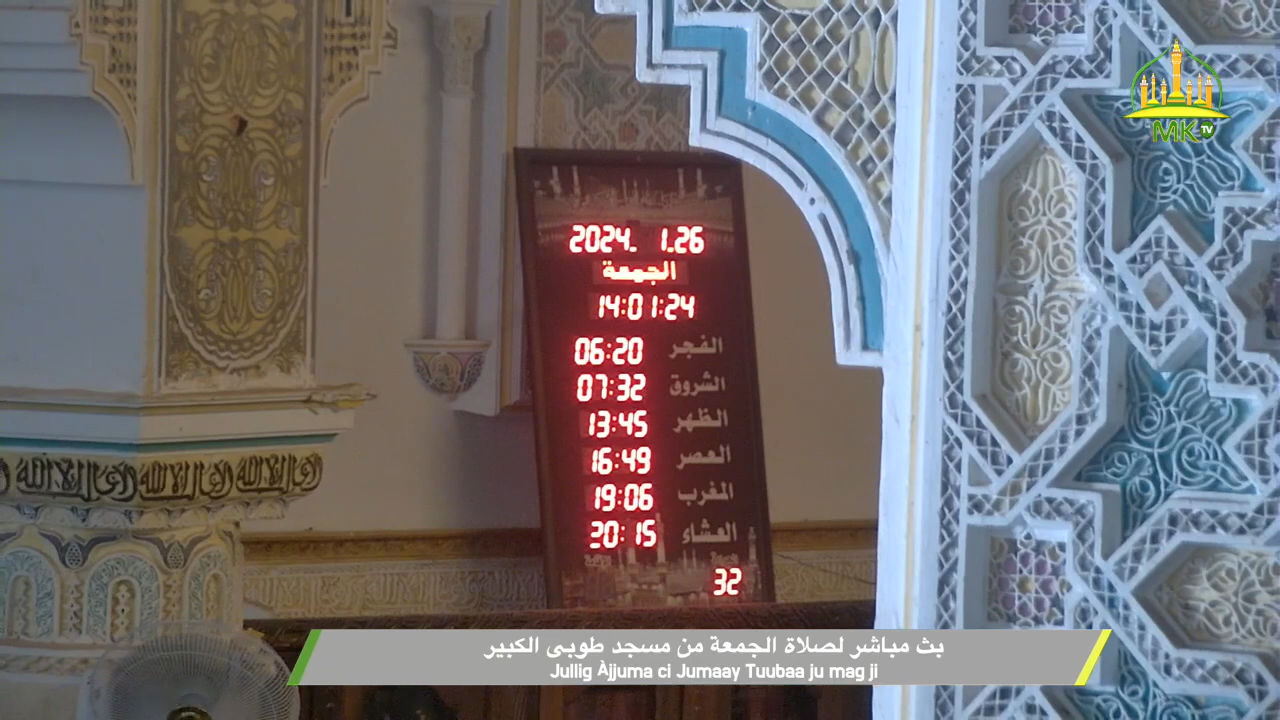 MK TV
2024. 1.26
الجمعة
14:01:24
06:20 الفجر
07:32 الشروق
13:45 الظهر
16:49 العصر
19:06 المغرب
20:15 العشاء
32
بث مباشر لصلاة الجمعة من مسجد طوبى الكبير
Jullig Àjjuma ci Jumaay Tuubaa ju mag ji